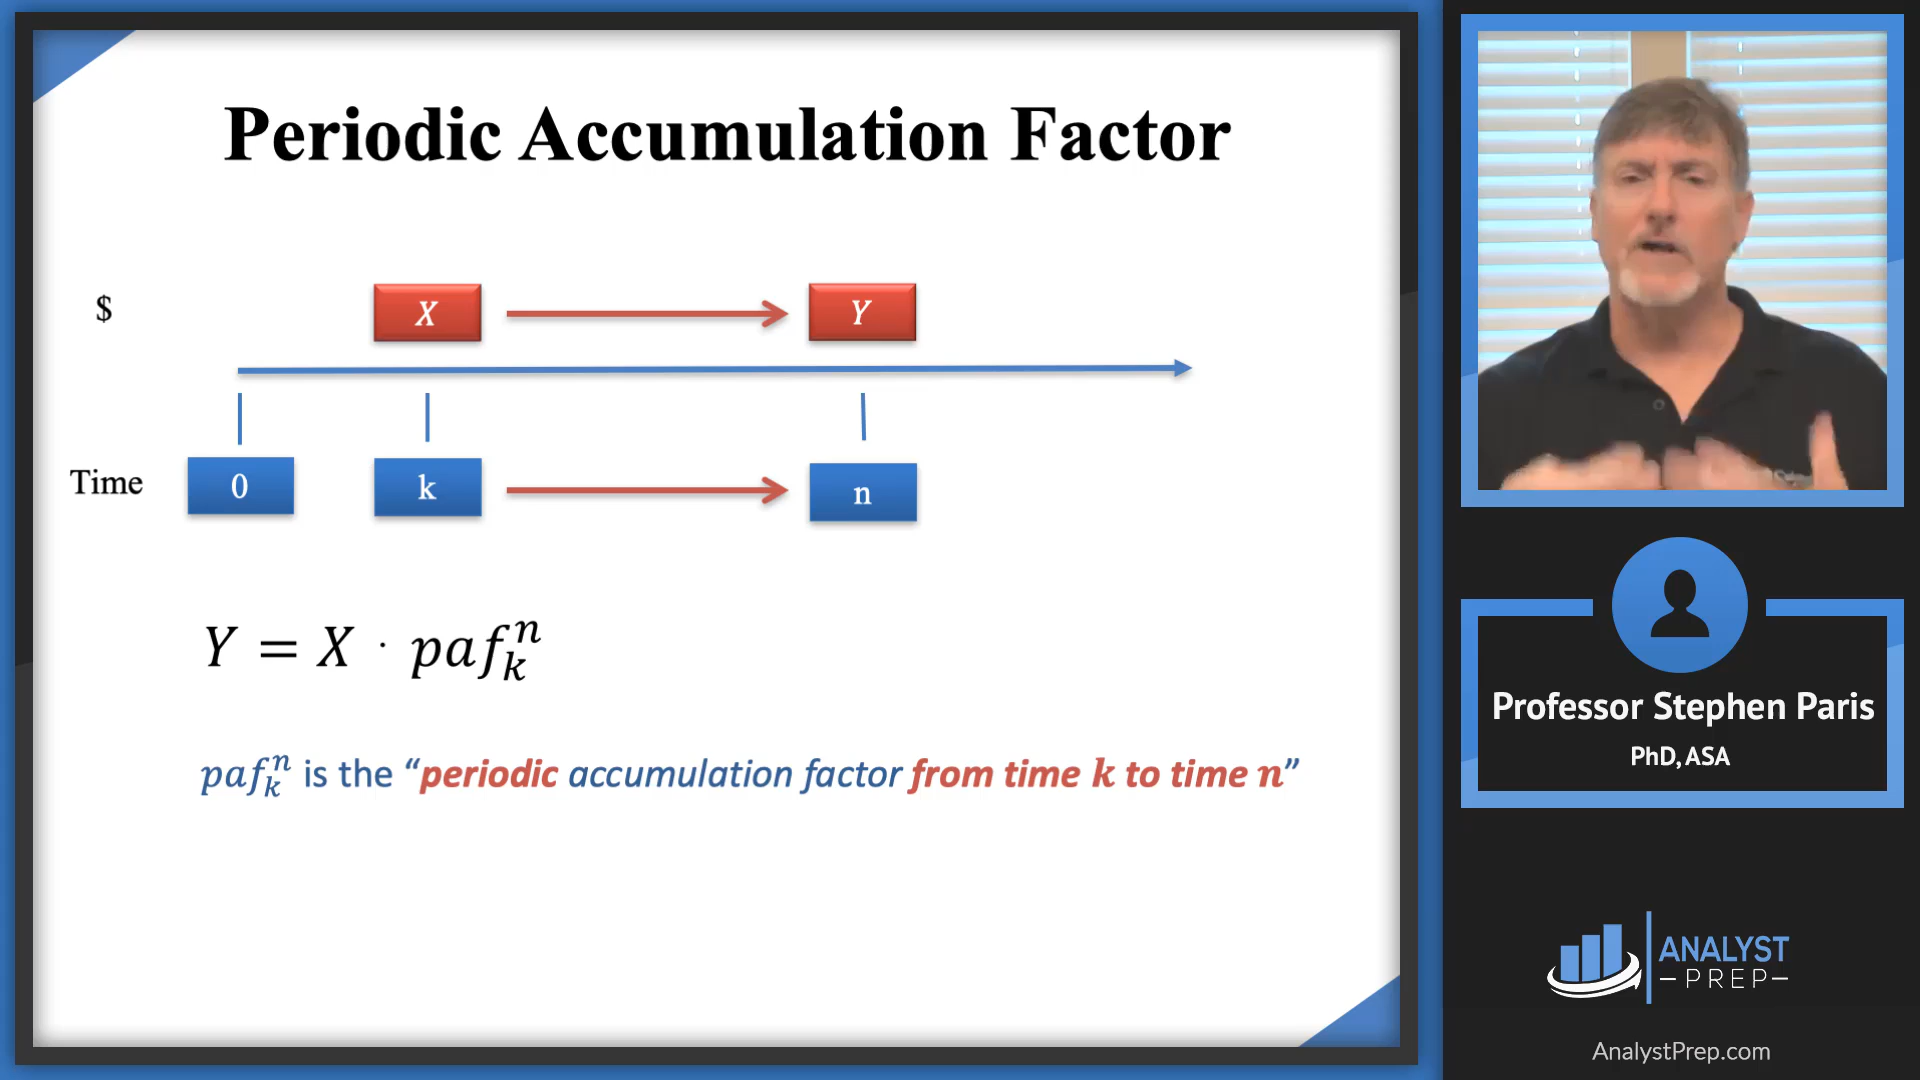 Periodic Accumulation Factor
$
X
Y
Time
0
k
n
Y = X · paf_k^n
paf_k^n is the “periodic accumulation factor from time k to time n”
Professor Stephen Paris
PhD, ASA
ANALYST
PREP
AnalystPrep.com